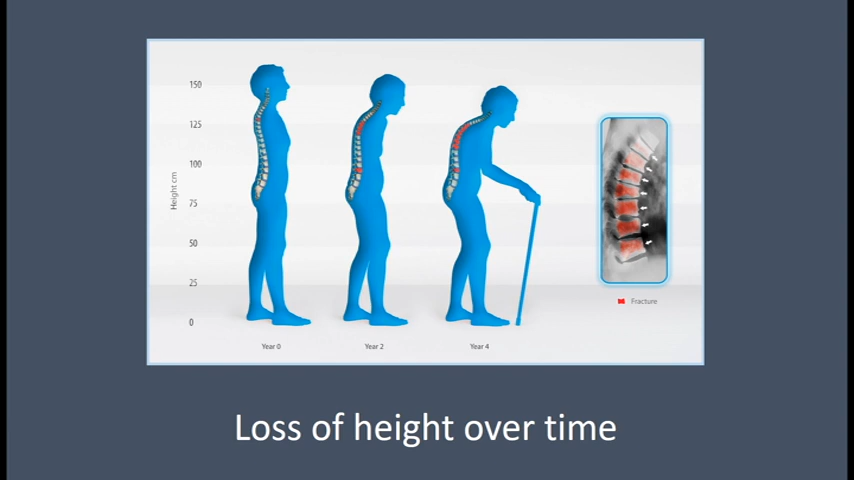 150
125
100
75
50
25
0
Height cm
Year 0
Year 2
Year 4
Fracture
Loss of height over time